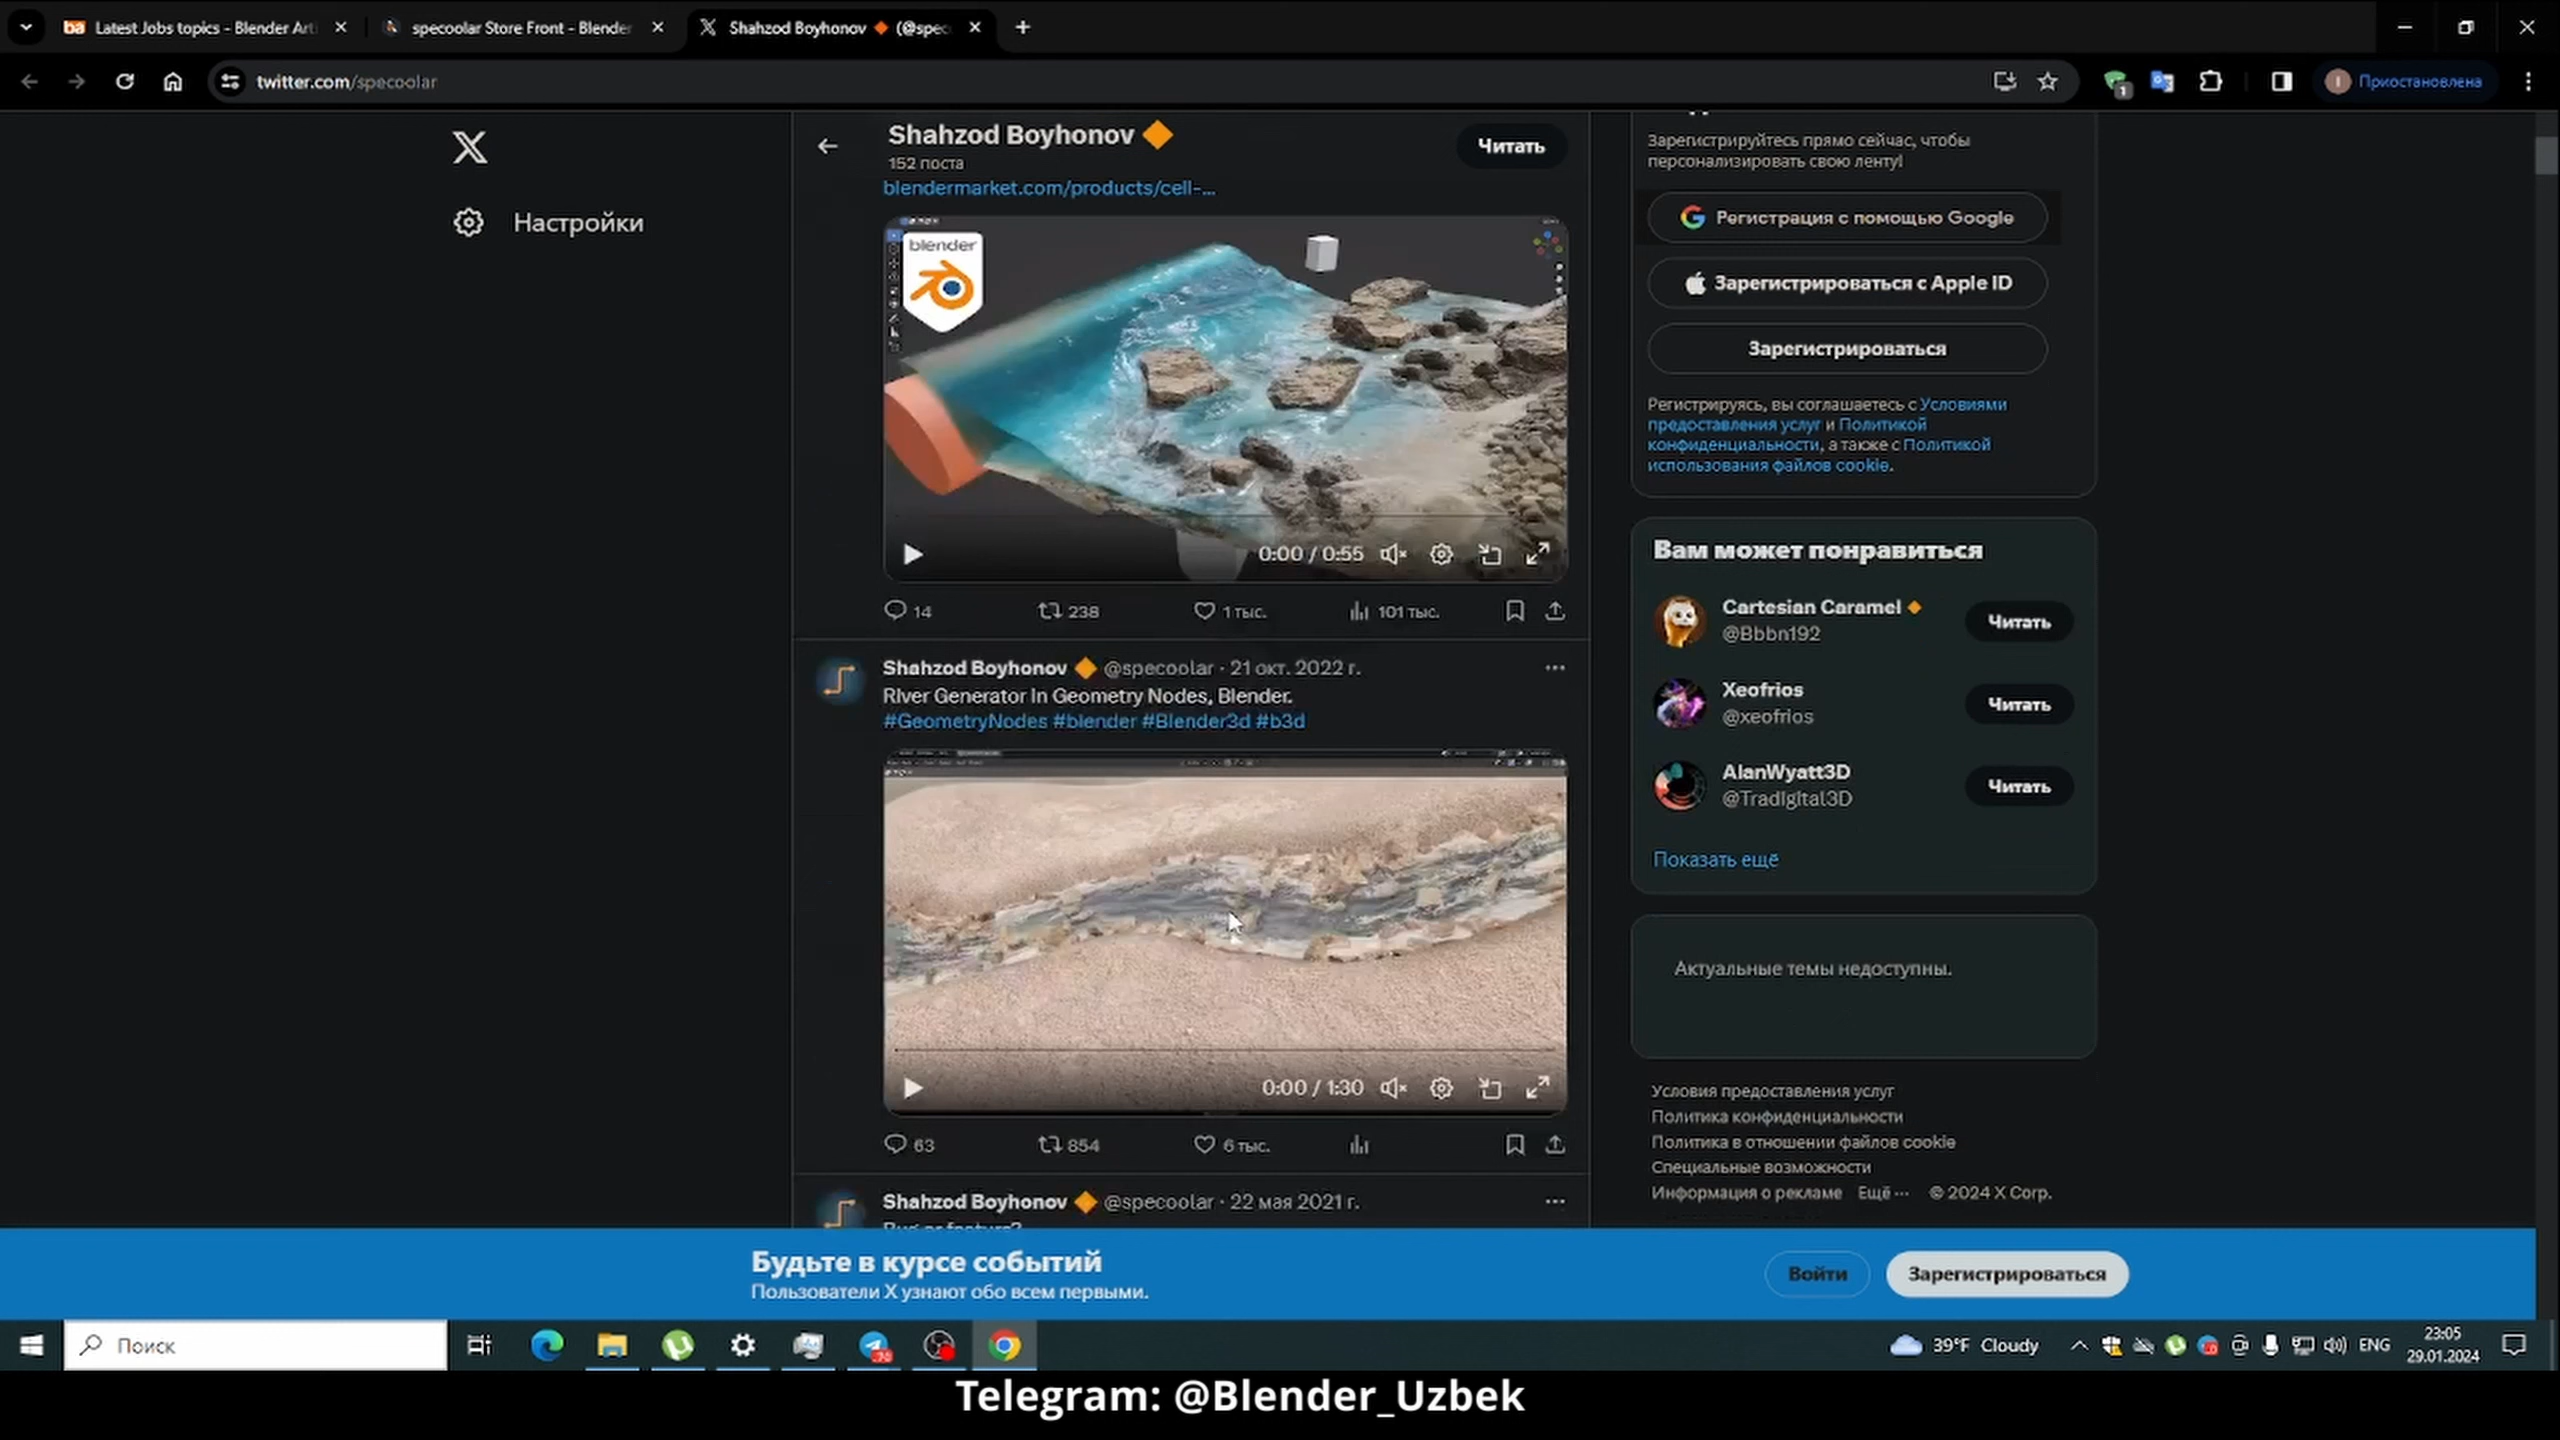 Latest Jobs topics - Blender Art
specoolar Store Front - Blender
Shahzod Boyhonov 🔶 (@spec
twitter.com/specoolar
1
Приостановлена
Настройки
Shahzod Boyhonov 🔶
152 поста
Читать
blendermarket.com/products/cell-...
blender
0:00 / 0:55
14
238
1 тыс.
101 тыс.
Shahzod Boyhonov 🔶 @specoolar · 21 окт. 2022 г.
River Generator in Geometry Nodes, Blender.
#GeometryNodes #blender #Blender3d #b3d
0:00 / 1:30
63
854
6 тыс.
Shahzod Boyhonov 🔶 @specoolar · 22 мая 2021 г.
Bug or feature?
Зарегистрируйтесь прямо сейчас, чтобы
персонализировать свою ленту!
Регистрация с помощью Google
Зарегистрироваться с Apple ID
Зарегистрироваться
Регистрируясь, вы соглашаетесь с Условиями
предоставления услуг и Политикой
конфиденциальности, а также с Политикой
использования файлов cookie.
Вам может понравиться
Cartesian Caramel 🔸
@Bbbn192
Читать
Xeofrios
@xeofrios
Читать
AlanWyatt3D
@Tradigital3D
Читать
Показать ещё
Актуальные темы недоступны.
Условия предоставления услуг
Политика конфиденциальности
Политика в отношении файлов cookie
Специальные возможности
Информация о рекламе Ещё ··· © 2024 X Corp.
Будьте в курсе событий
Пользователи X узнают обо всем первыми.
Войти
Зарегистрироваться
Поиск
39°F Cloudy
ENG
23:05
29.01.2024
Telegram: @Blender_Uzbek